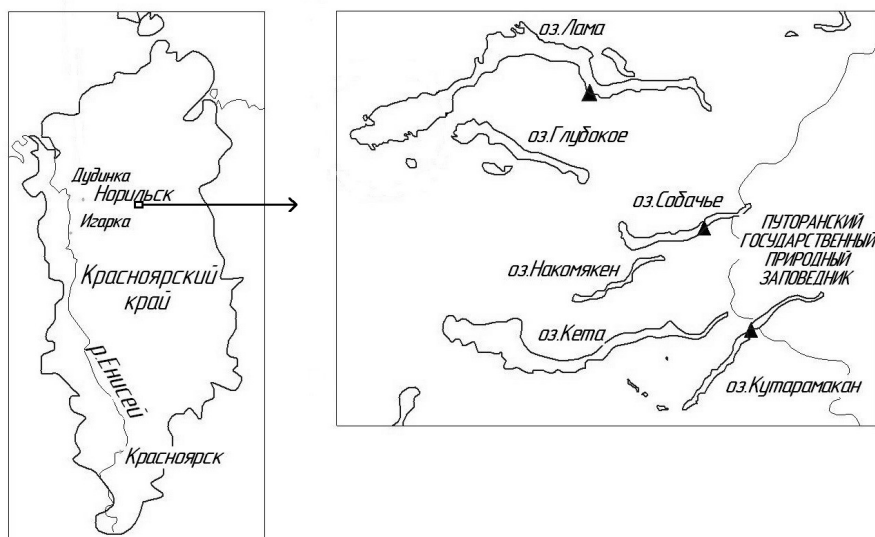 Дудинка
Норильск
Игарка
Красноярский
край
р.Енисей
Красноярск
оз.Лама
оз.Глубокое
оз.Собачье
ПУТОРАНСКИЙ
ГОСУДАРСТВЕННЫЙ
ПРИРОДНЫЙ
ЗАПОВЕДНИК
оз.Накомякен
оз.Кета
оз.Кутарамакан